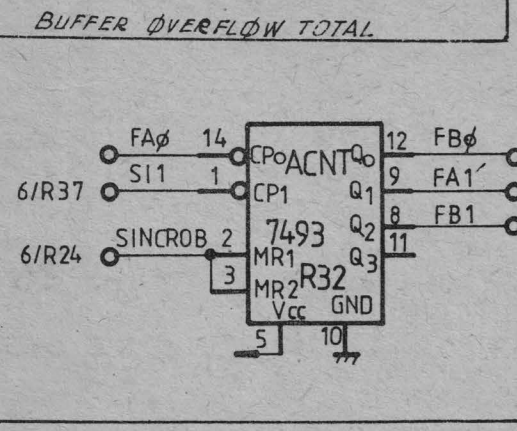 BUFFER ØVERFLØW TOTAL
FAØ 14 CP0 ACNT Q0 12 FBØ
6/R37 SI1 1 CP1 Q1 9 FA1'
7493 Q2 8 FB1
6/R24 SINCROB 2 MR1 Q3 11
3 MR2 R32
Vcc GND
5 10